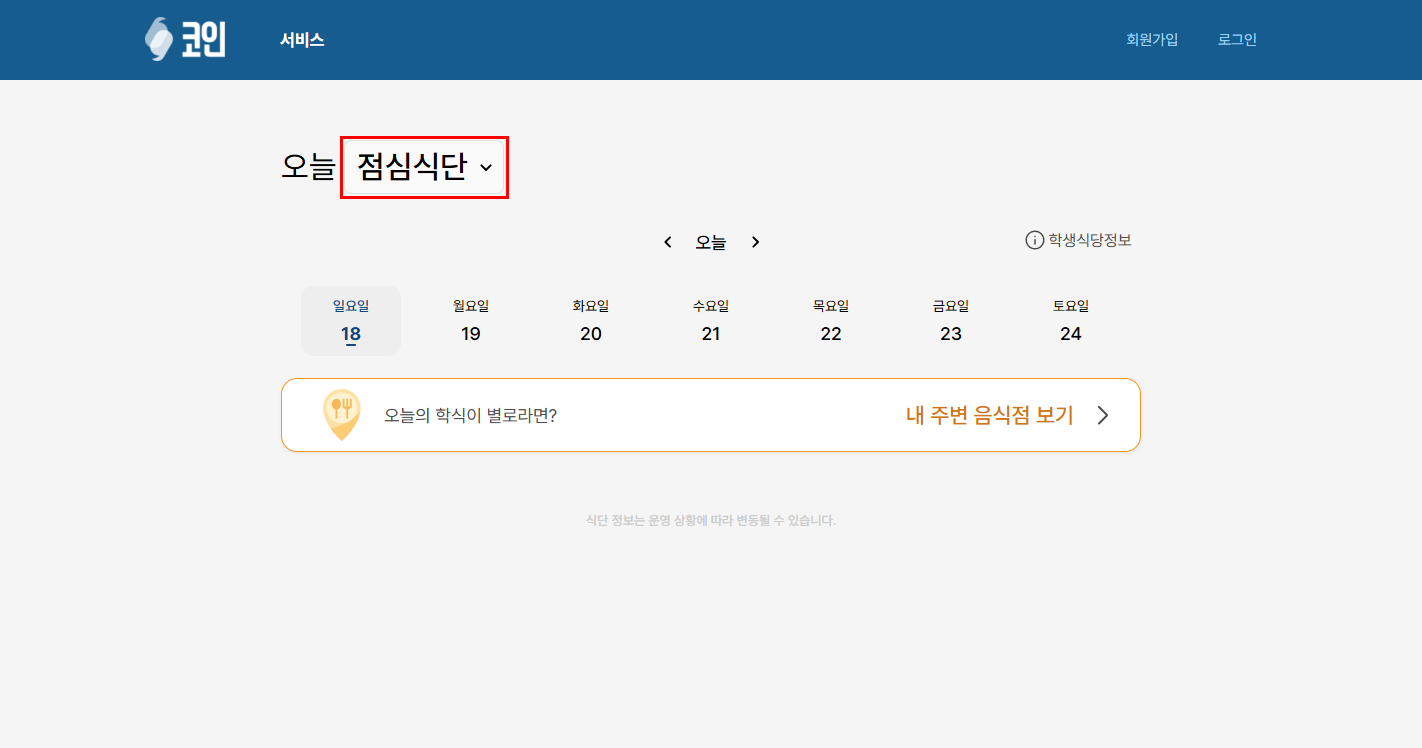 코인 서비스 회원가입 로그인
오늘 점심식단
오늘 학생식당정보
일요일 월요일 화요일 수요일 목요일 금요일 토요일
18 19 20 21 22 23 24
오늘의 학식이 별로라면? 내 주변 음식점 보기
식단 정보는 운영 상황에 따라 변동될 수 있습니다.